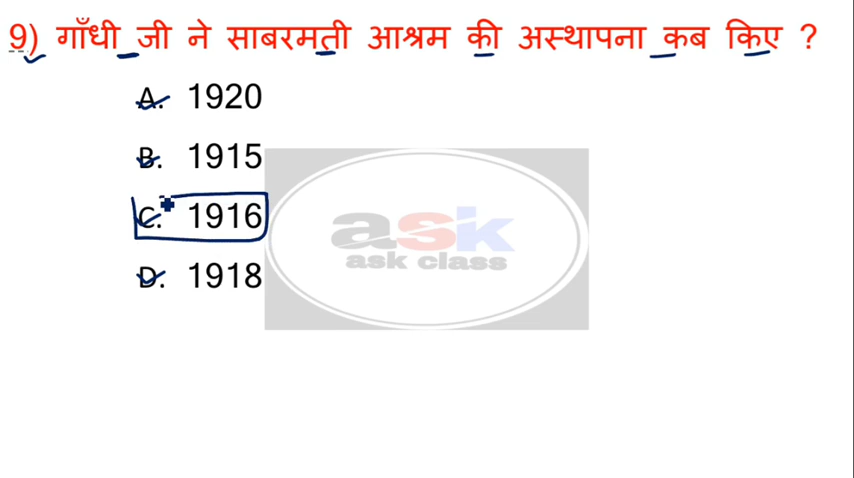 9) गाँधी जी ने साबरमती आश्रम की अस्थापना कब किए ?
A. 1920
B. 1915
C. 1916
D. 1918
ask
ask class